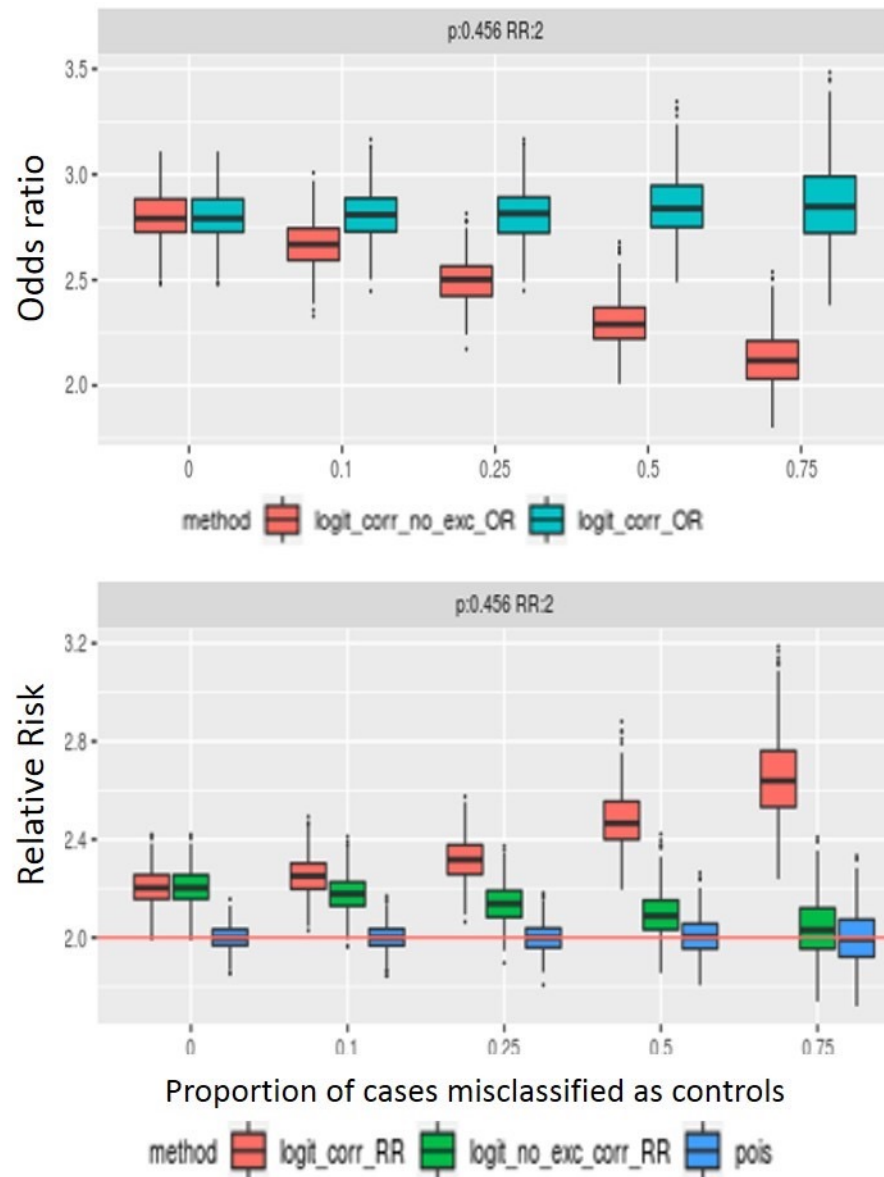 p:0.456 RR:2
Odds ratio
3.5
3.0
2.5
2.0
0 0.1 0.25 0.5 0.75
method logit_corr_no_exc_OR logit_corr_OR
p:0.456 RR:2
Relative Risk
3.2
2.8
2.4
2.0
0 0.1 0.25 0.5 0.75
Proportion of cases misclassified as controls
method logit_corr_RR logit_no_exc_corr_RR pois